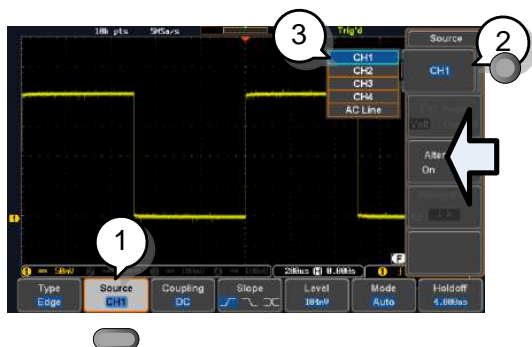 10k pts 5MSa/s Trig'd
3
Source
2
CH1
CH2
CH3
CH4
AC Line
CH1
On
1
F
200us H 0.000s
Type
Edge
Source
CH1
Coupling
DC
Slope
Level
104mV
Mode
Auto
Holdoff
4.000ns